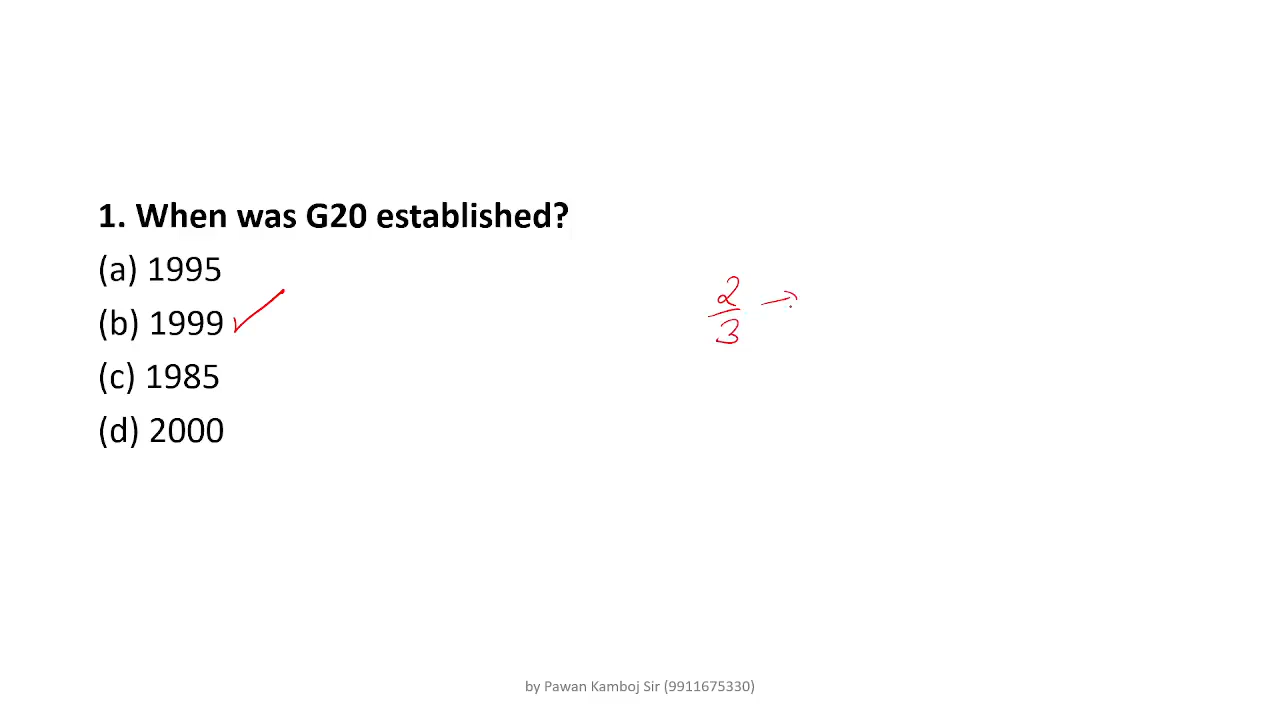 1. When was G20 established?
(a) 1995
(b) 1999
(c) 1985
(d) 2000
2
3
by Pawan Kamboj Sir (9911675330)